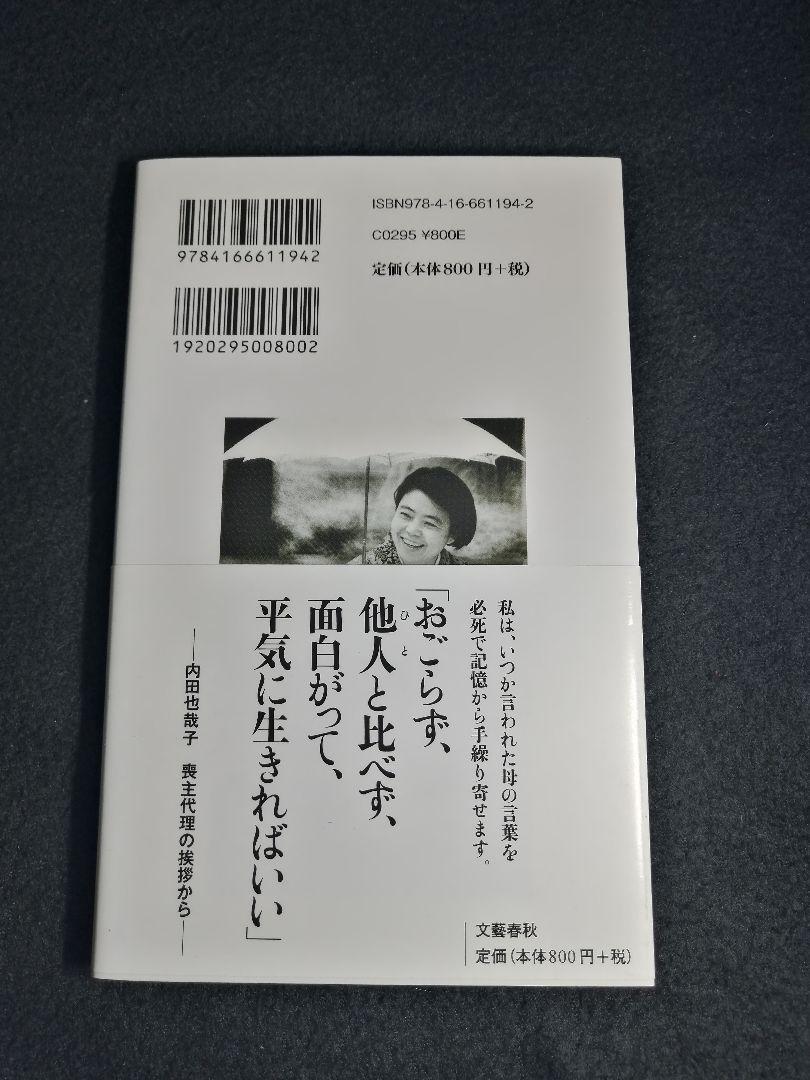 ISBN978-4-16-661194-2
C0295 ¥800E
定価(本体800円+税)
9784166611942
1920295008002
私は、いつか言われた母の言葉を
必死で記憶から手繰り寄せます。
「おごらず、
他人と比べず、
ひと
面白がって、
平気に生きればいい」
──内田也哉子 喪主代理の挨拶から──
文藝春秋
定価(本体800円+税)